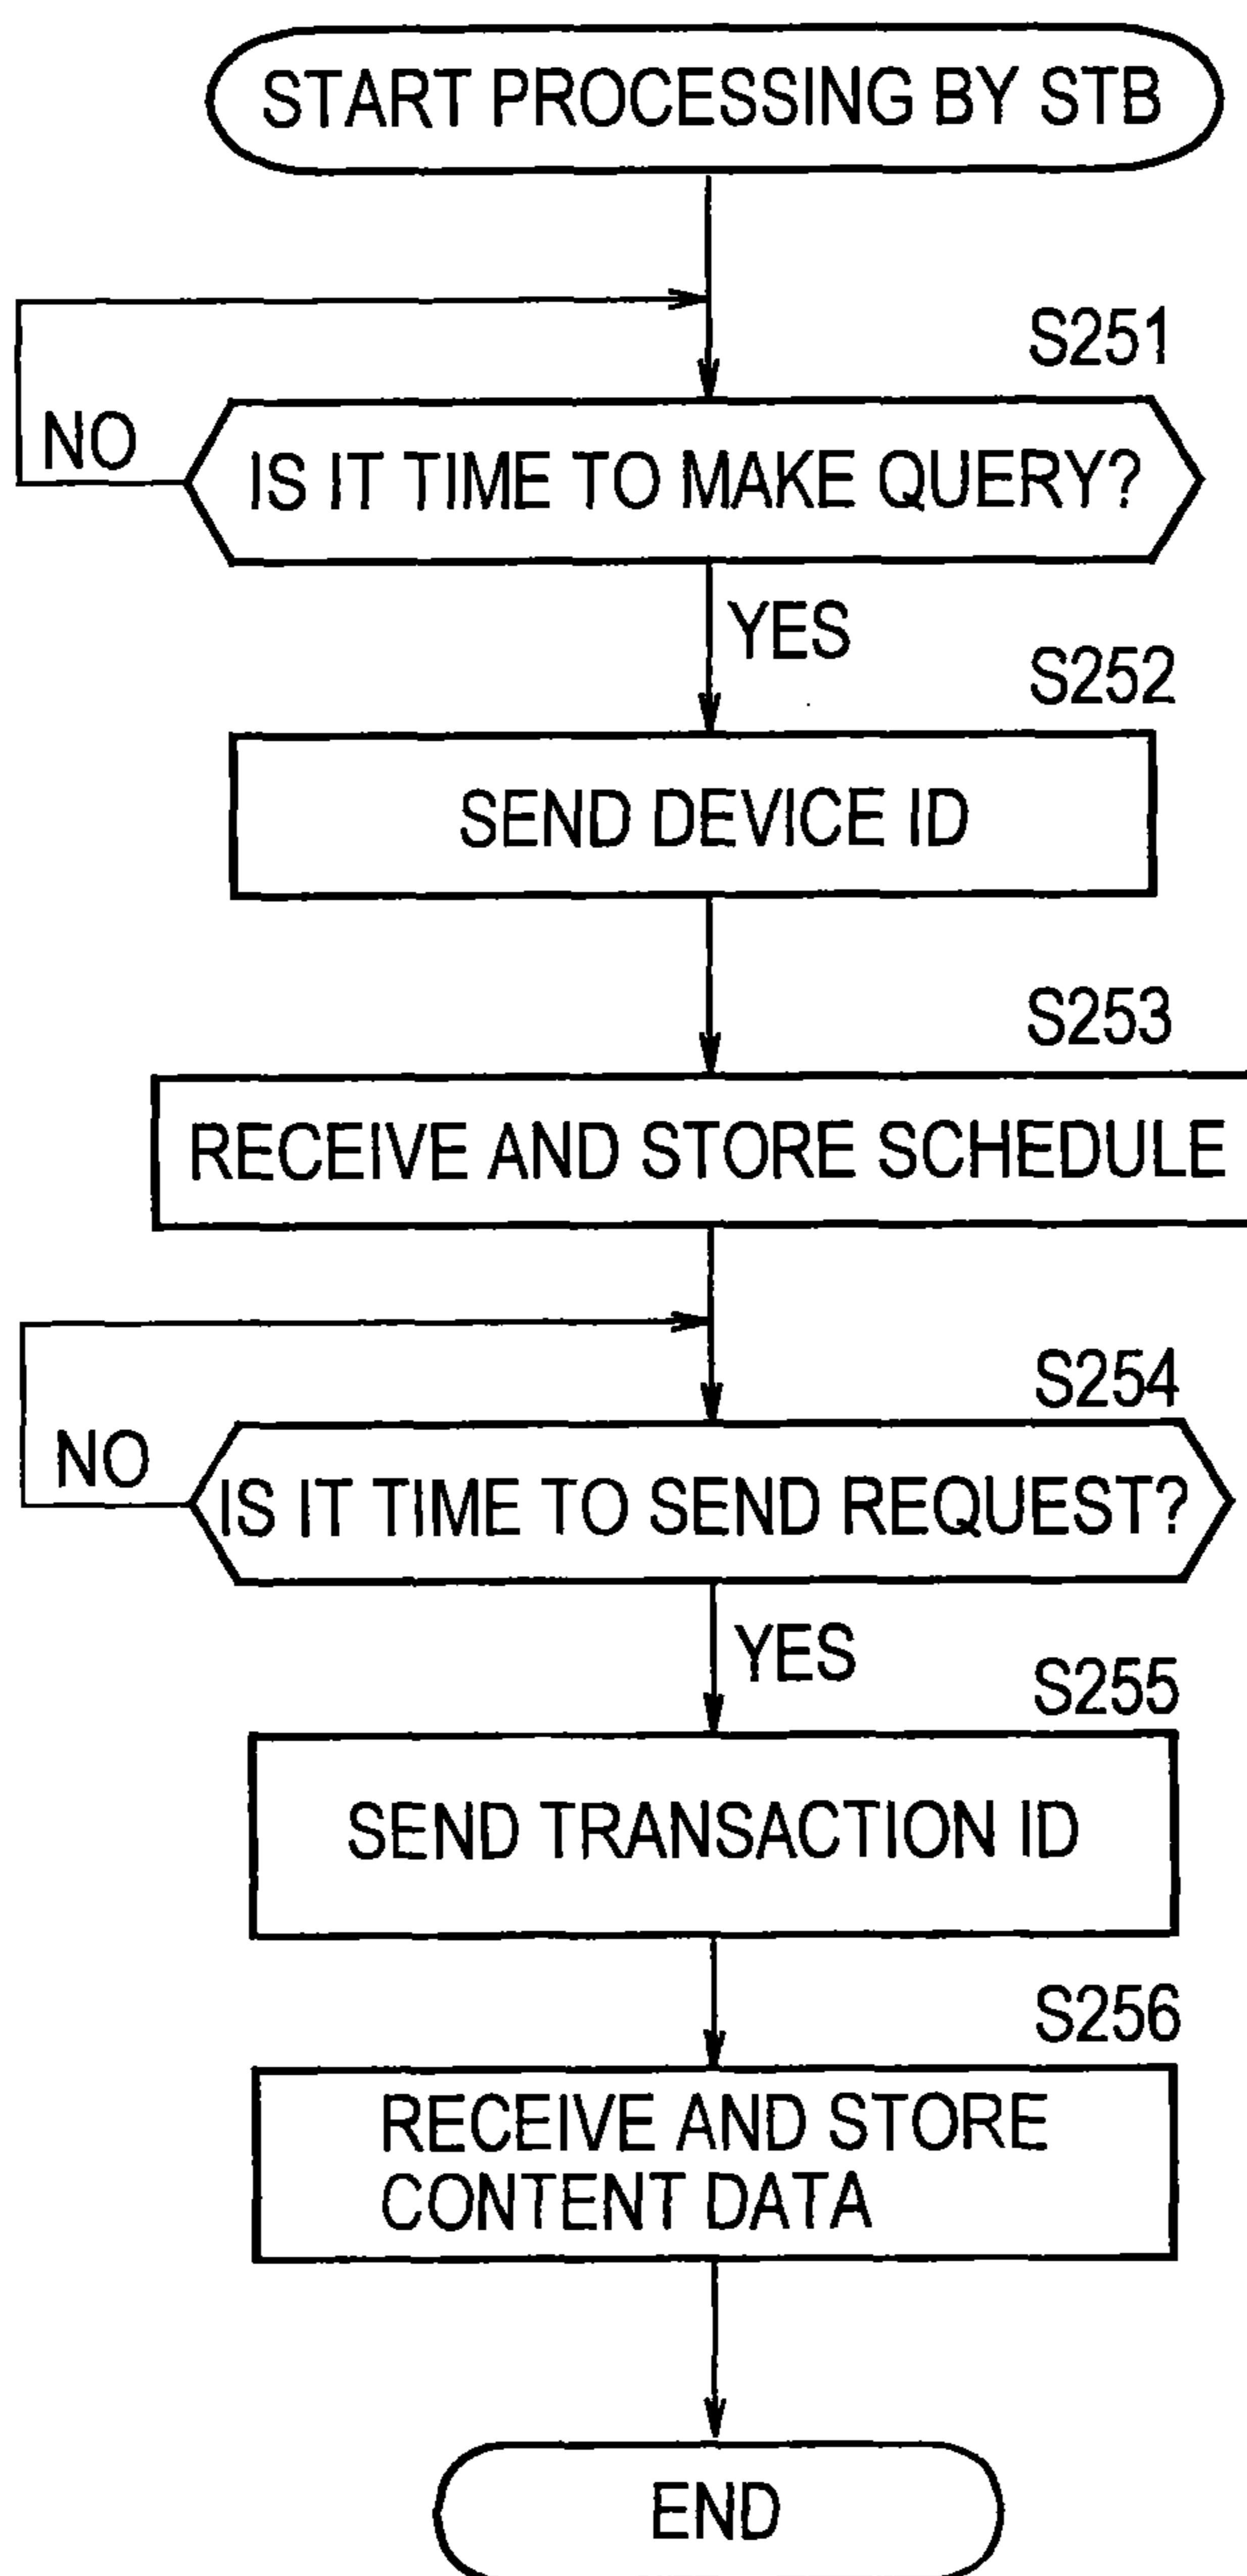 START PROCESSING BY STB
S251
NO
IS IT TIME TO MAKE QUERY?
YES
S252
SEND DEVICE ID
S253
RECEIVE AND STORE SCHEDULE
S254
NO
IS IT TIME TO SEND REQUEST?
YES
S255
SEND TRANSACTION ID
S256
RECEIVE AND STORE
CONTENT DATA
END